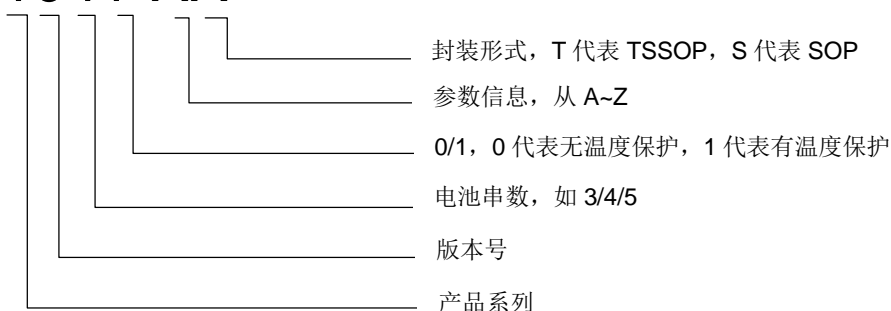 封装形式，T 代表 TSSOP，S 代表 SOP
参数信息，从 A~Z
0/1，0 代表无温度保护，1 代表有温度保护
电池串数，如 3/4/5
版本号
产品系列